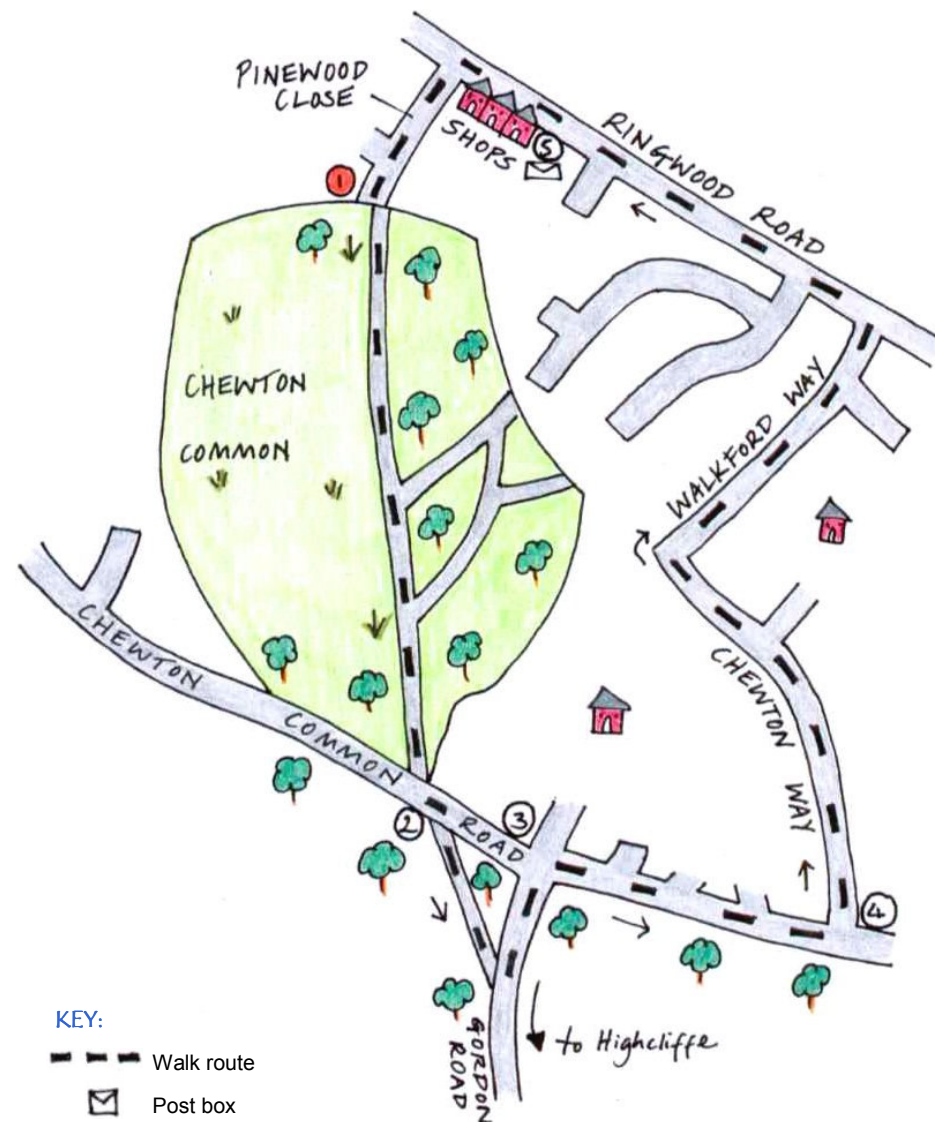 PINEWOOD
CLOSE
SHOPS
5
RINGWOOD ROAD
1
CHEWTON
COMMON
WALKFORD WAY
CHEWTON COMMON ROAD
CHEWTON WAY
2
3
4
GORDON
ROAD
to Highcliffe
KEY:
Walk route
Post box